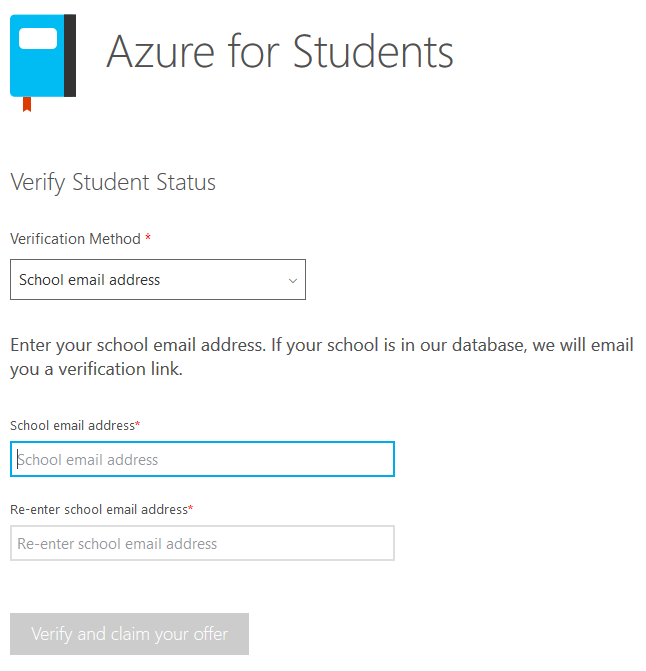 Azure for Students
Verify Student Status
Verification Method *
School email address
Enter your school email address. If your school is in our database, we will email
you a verification link.
School email address*
School email address
Re-enter school email address*
Re-enter school email address
Verify and claim your offer